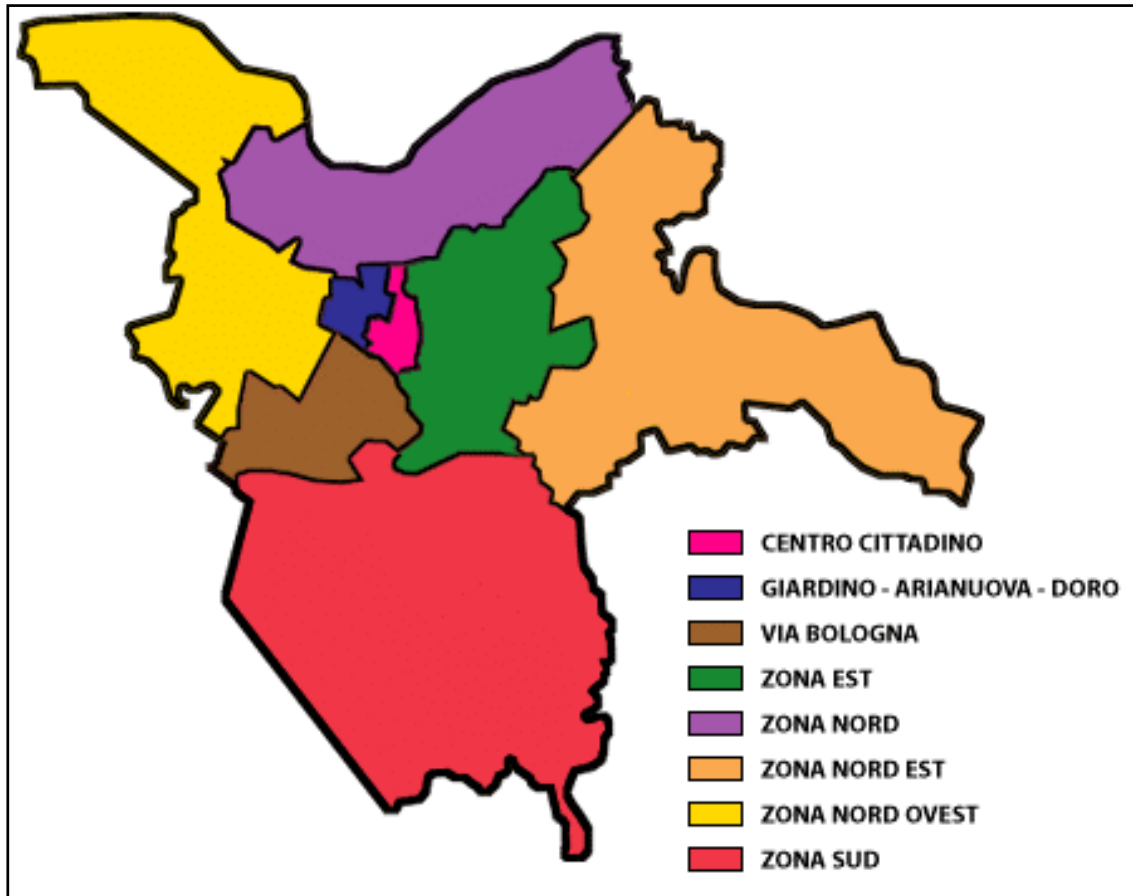 CENTRO CITTADINO
GIARDINO - ARIANUOVA - DORO
VIA BOLOGNA
ZONA EST
ZONA NORD
ZONA NORD EST
ZONA NORD OVEST
ZONA SUD